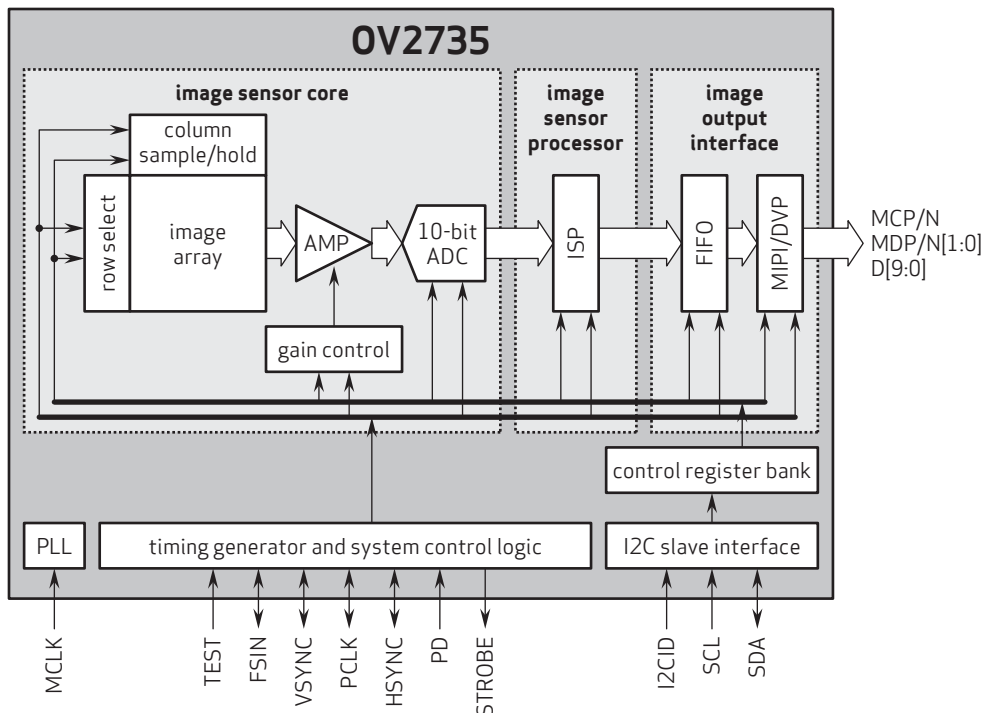 OV2735
image sensor core
image
sensor
processor
image
output
interface
column
sample/hold
row select
image
array
AMP
10-bit
ADC
ISP
FIFO
MIPI/DVP
MCP/N
MDP/N[1:0]
D[9:0]
gain control
control register bank
PLL
timing generator and system control logic
I2C slave interface
MCLK
TEST
FSIN
VSYNC
PCLK
HSYNC
PD
STROBE
I2CID
SCL
SDA